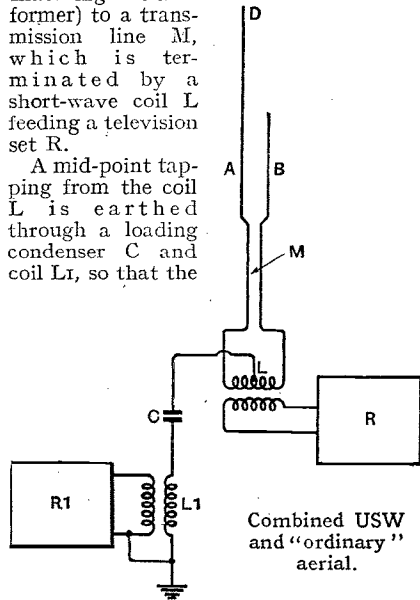 former) to a trans-
mission line M,
which is ter-
minated by a
short-wave coil L
feeding a television
set R.
A mid-point tap-
ping from the coil
L is earthed
through a loading
condenser C and
coil L1, so that the
D
A
B
M
L
C
R
R1
L1
Combined USW
and "ordinary"
aerial.